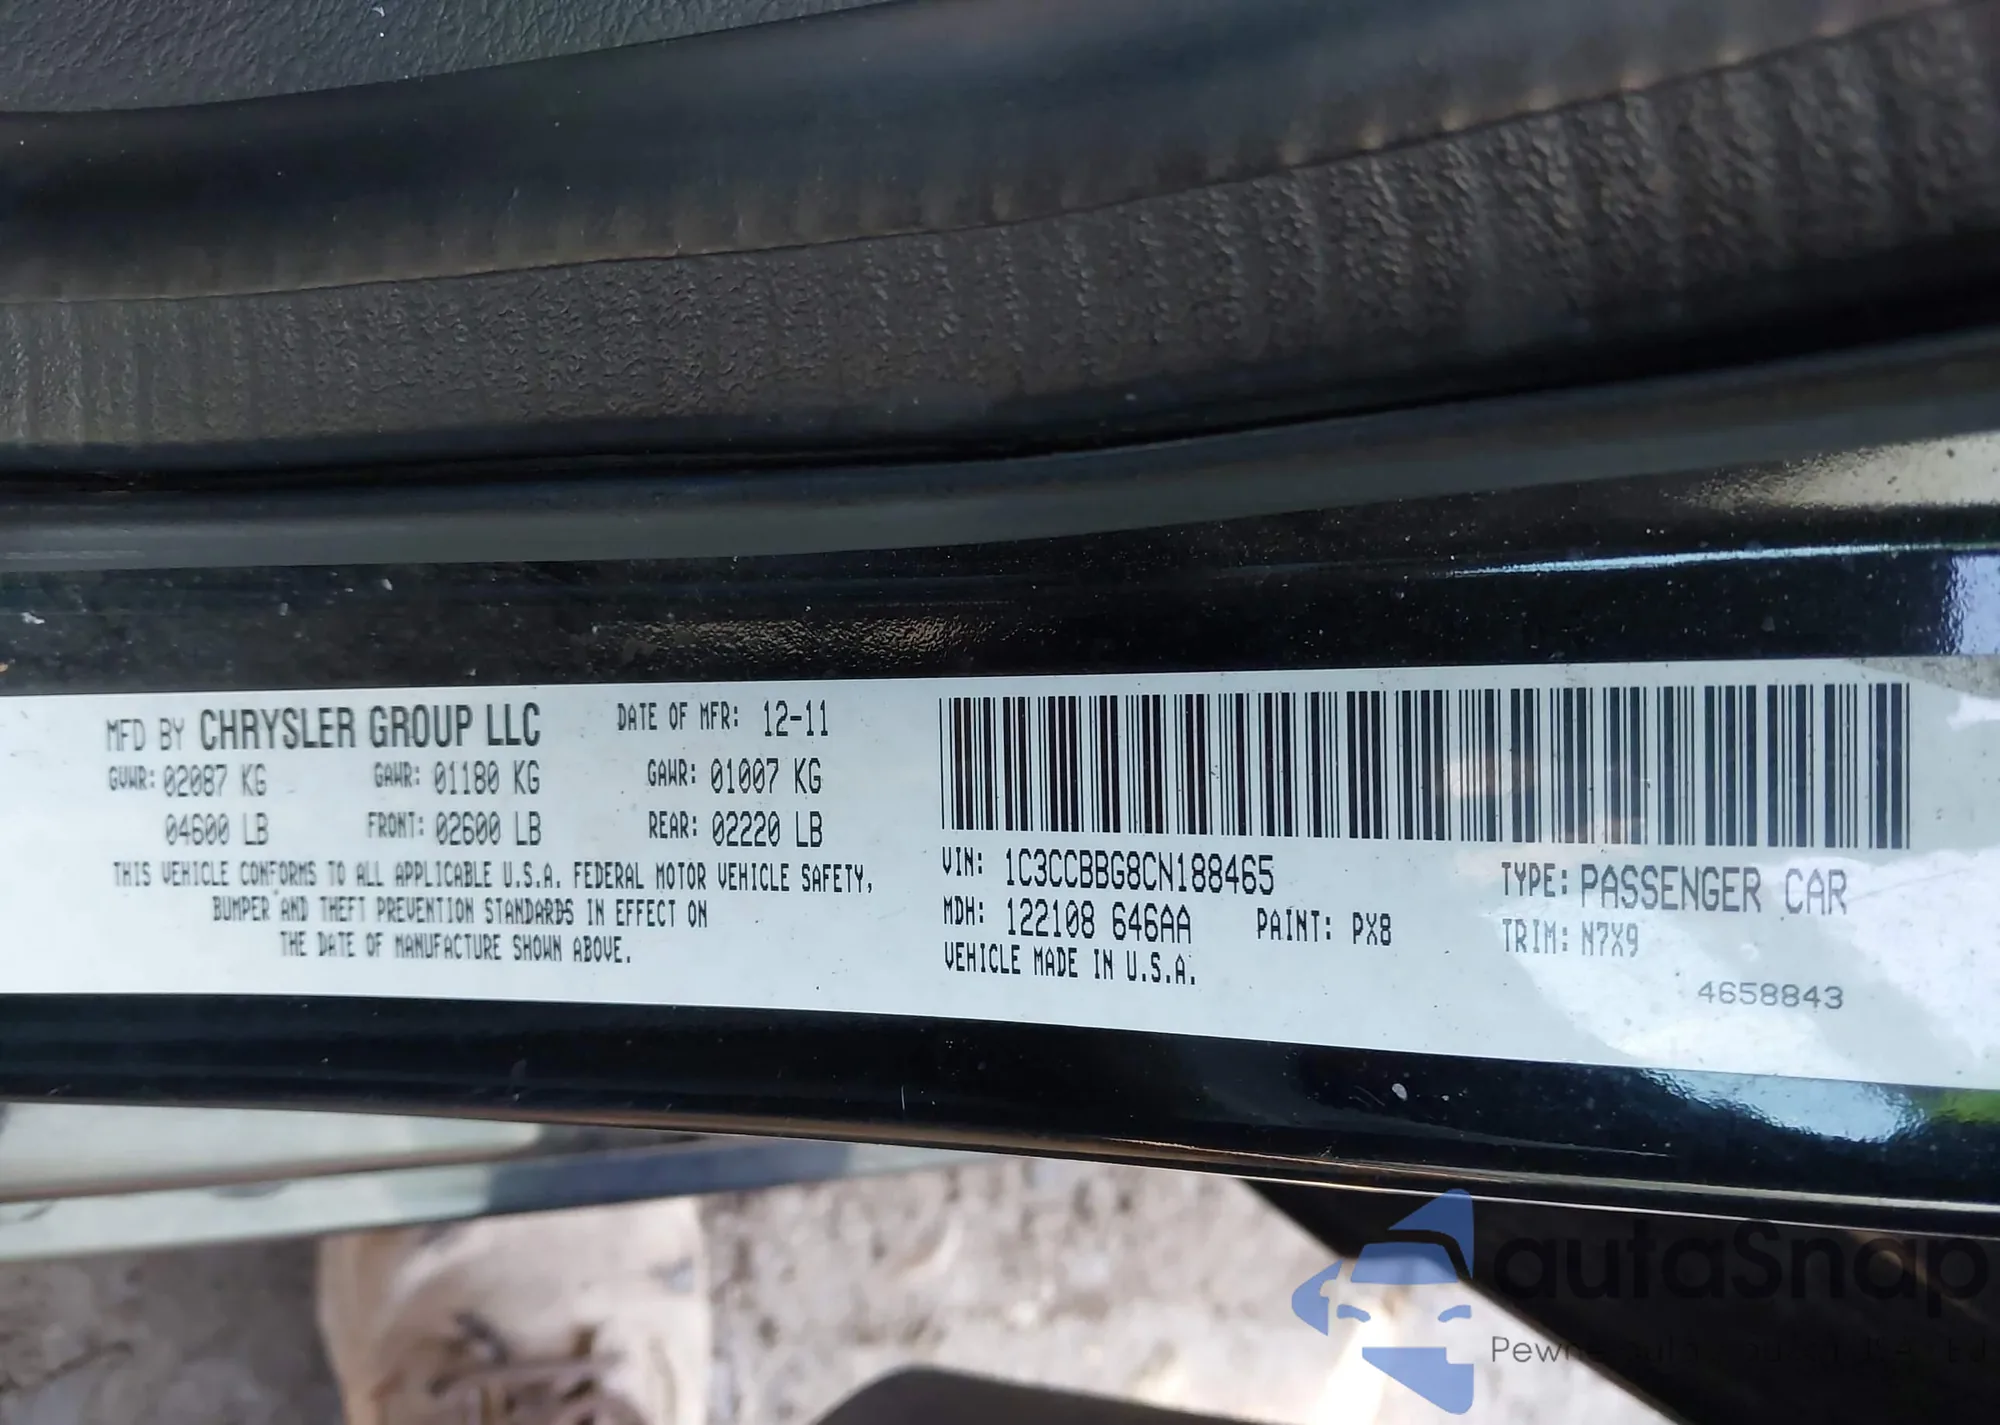 MFD BY CHRYSLER GROUP LLC DATE OF MFR: 12-11
GVWR: 02087 KG GAWR: 01180 KG GAWR: 01007 KG
04600 LB FRONT: 02600 LB REAR: 02220 LB
THIS VEHICLE CONFORMS TO ALL APPLICABLE U.S.A. FEDERAL MOTOR VEHICLE SAFETY,
BUMPER AND THEFT PREVENTION STANDARDS IN EFFECT ON
THE DATE OF MANUFACTURE SHOWN ABOVE.
VIN: 1C3CCBBG8CN188465 TYPE: PASSENGER CAR
MDH: 122108 646AA PAINT: PX8 TRIM: N7X9
VEHICLE MADE IN U.S.A.
4658843
autaSnap